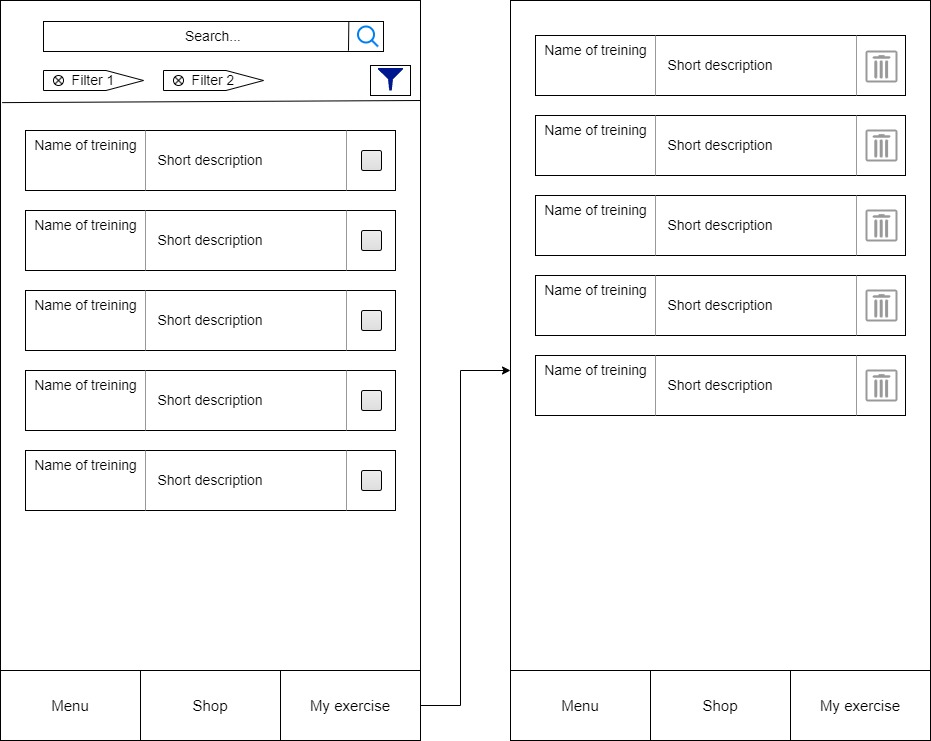 Search...
Filter 1
Filter 2
Name of treining
Short description
Name of treining
Short description
Name of treining
Short description
Name of treining
Short description
Name of treining
Short description
Menu
Shop
My exercise
Name of treining
Short description
Name of treining
Short description
Name of treining
Short description
Name of treining
Short description
Name of treining
Short description
Menu
Shop
My exercise